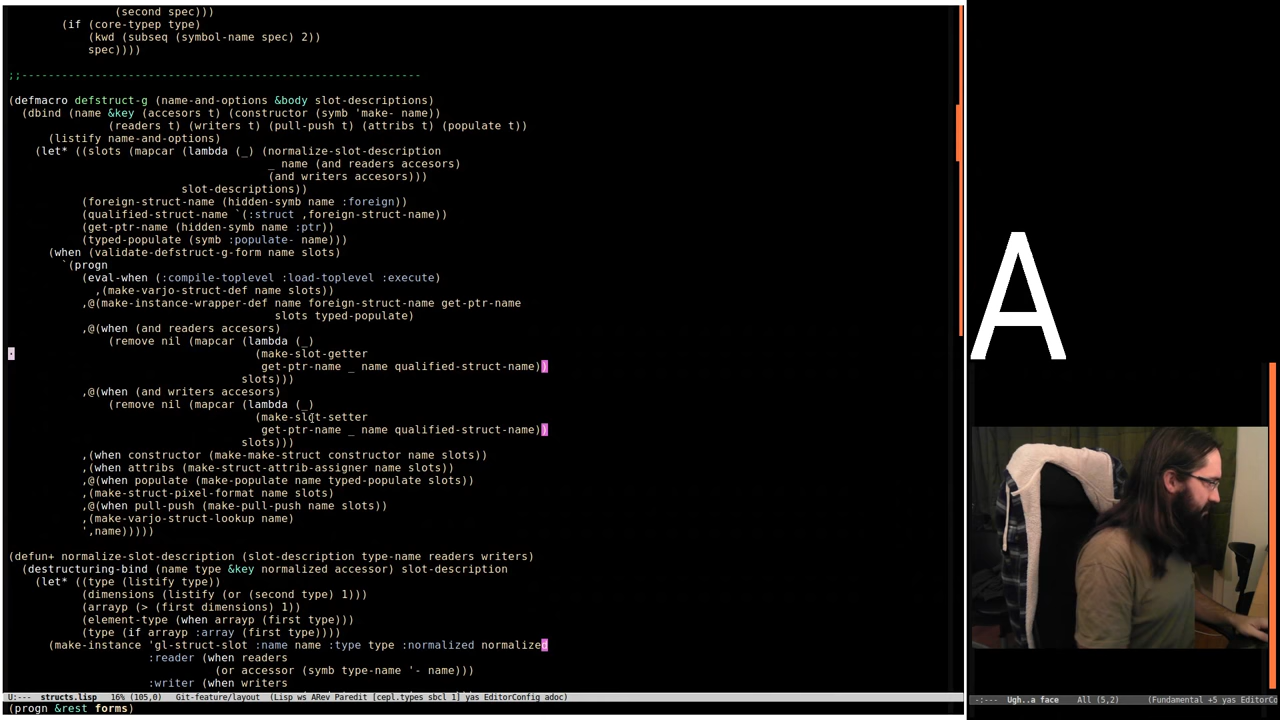 (second spec)))
(if (core-typep type)
(kwd (subseq (symbol-name spec) 2))
spec))))
;;--------------------------------------------------------------
(defmacro defstruct-g (name-and-options &body slot-descriptions)
(dbind (name &key (accesors t) (constructor (symb 'make- name))
(readers t) (writers t) (pull-push t) (attribs t) (populate t))
(listify name-and-options)
(let* ((slots (mapcar (lambda (_) (normalize-slot-description
_ name (and readers accesors)
(and writers accesors)))
slot-descriptions))
(foreign-struct-name (hidden-symb name :foreign))
(qualified-struct-name `(:struct ,foreign-struct-name))
(get-ptr-name (hidden-symb name :ptr))
(typed-populate (symb :populate- name)))
(when (validate-defstruct-g-form name slots)
`(progn
(eval-when (:compile-toplevel :load-toplevel :execute)
,(make-varjo-struct-def name slots))
,@(make-instance-wrapper-def name foreign-struct-name get-ptr-name
slots typed-populate)
,@(when (and readers accesors)
(remove nil (mapcar (lambda (_)
(make-slot-getter
get-ptr-name _ name qualified-struct-name))
slots)))
,@(when (and writers accesors)
(remove nil (mapcar (lambda (_)
(make-slot-setter
get-ptr-name _ name qualified-struct-name))
slots)))
,(when constructor (make-make-struct constructor name slots))
,(when attribs (make-struct-attrib-assigner name slots))
,@(when populate (make-populate name typed-populate slots))
,(make-struct-pixel-format name slots)
,@(when pull-push (make-pull-push name slots))
,(make-varjo-struct-lookup name)
',name)))))
(defun+ normalize-slot-description (slot-description type-name readers writers)
(destructuring-bind (name type &key normalized accessor) slot-description
(let* ((type (listify type))
(dimensions (listify (or (second type) 1)))
(arrayp (> (first dimensions) 1))
(element-type (when arrayp (first type)))
(type (if arrayp :array (first type))))
(make-instance 'gl-struct-slot :name name :type type :normalized normalized
:reader (when readers
(or accessor (symb type-name '- name)))
:writer (when writers
U:--- structs.lisp 16% (105,0) Git-feature/layout (Lisp ws ARev Paredit [cepl.types sbcl 1] yas EditorConfig adoc)
(progn &rest forms)
A
-:--- Ugh..a face All (5,2) (Fundamental +5 yas EditorConfig